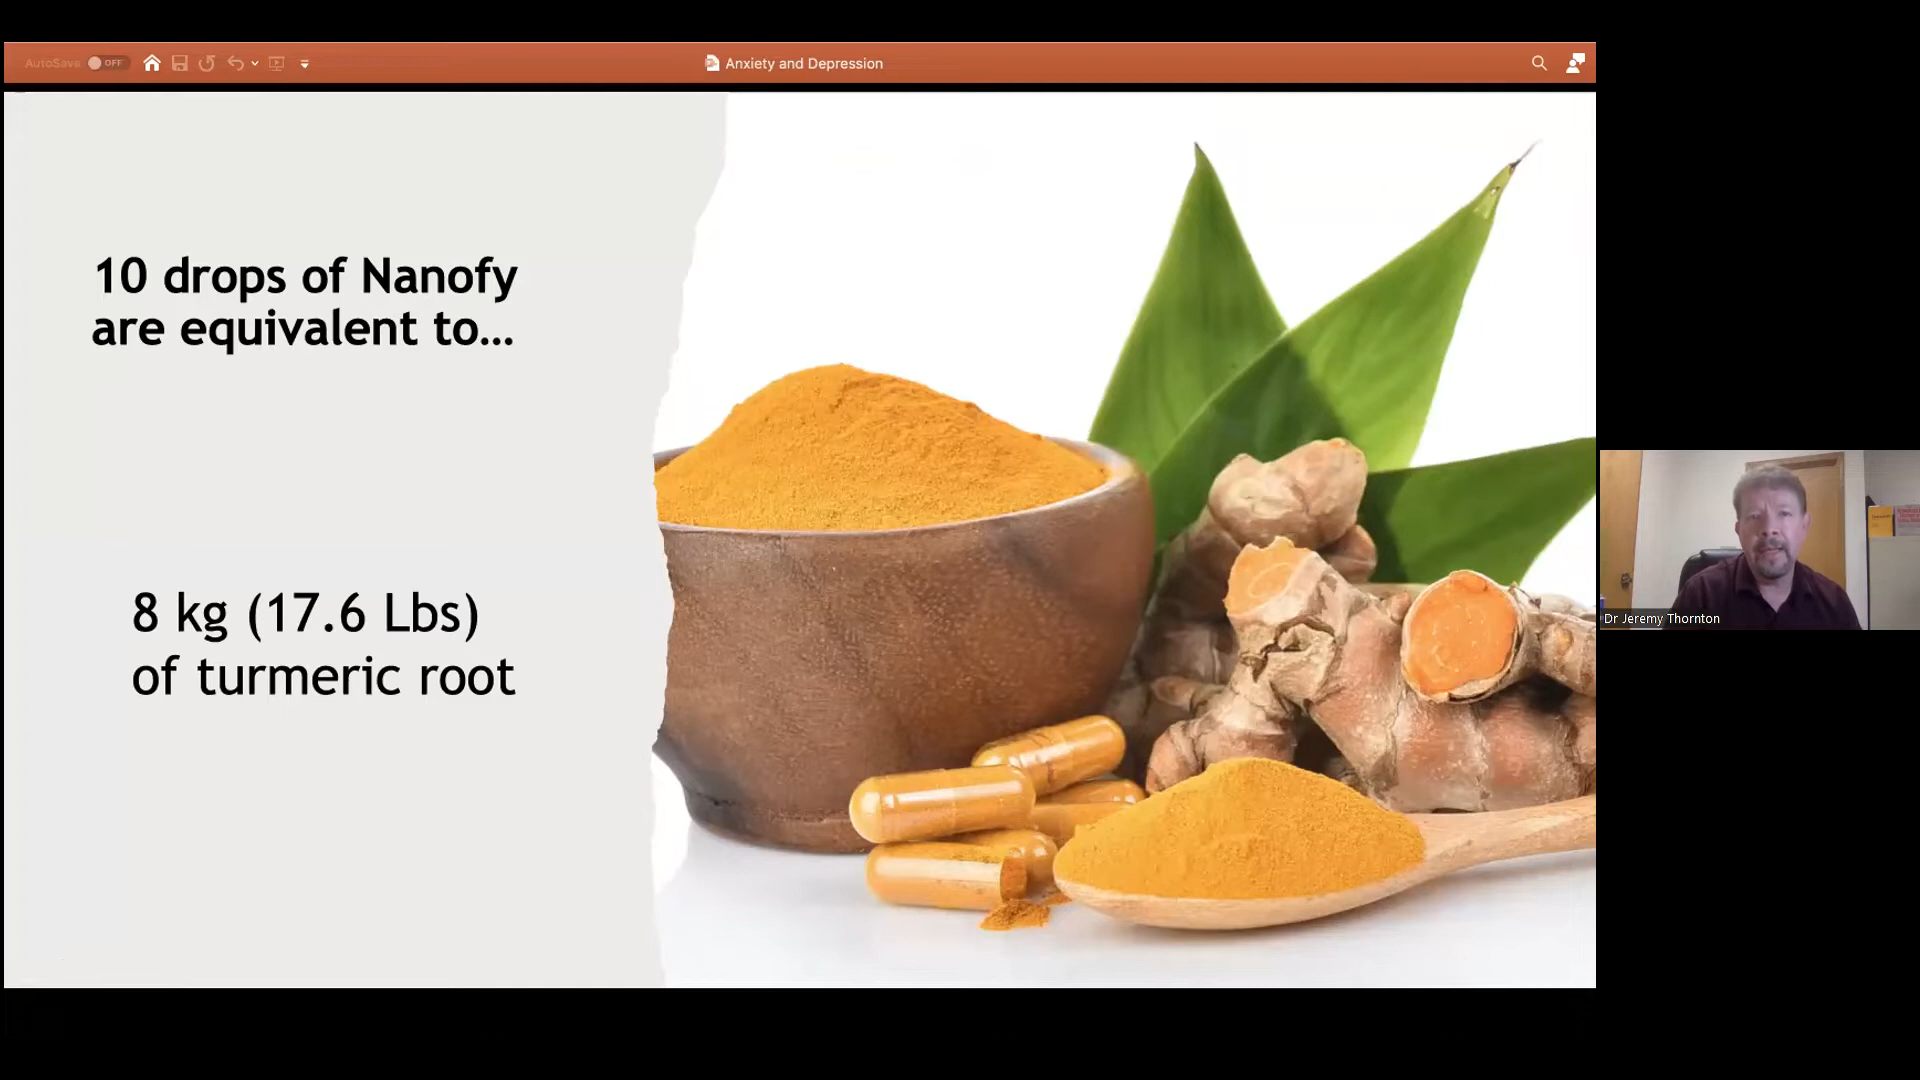 AutoSave OFF
Anxiety and Depression
10 drops of Nanofy
are equivalent to...
8 kg (17.6 Lbs)
of turmeric root
Dr Jeremy Thornton